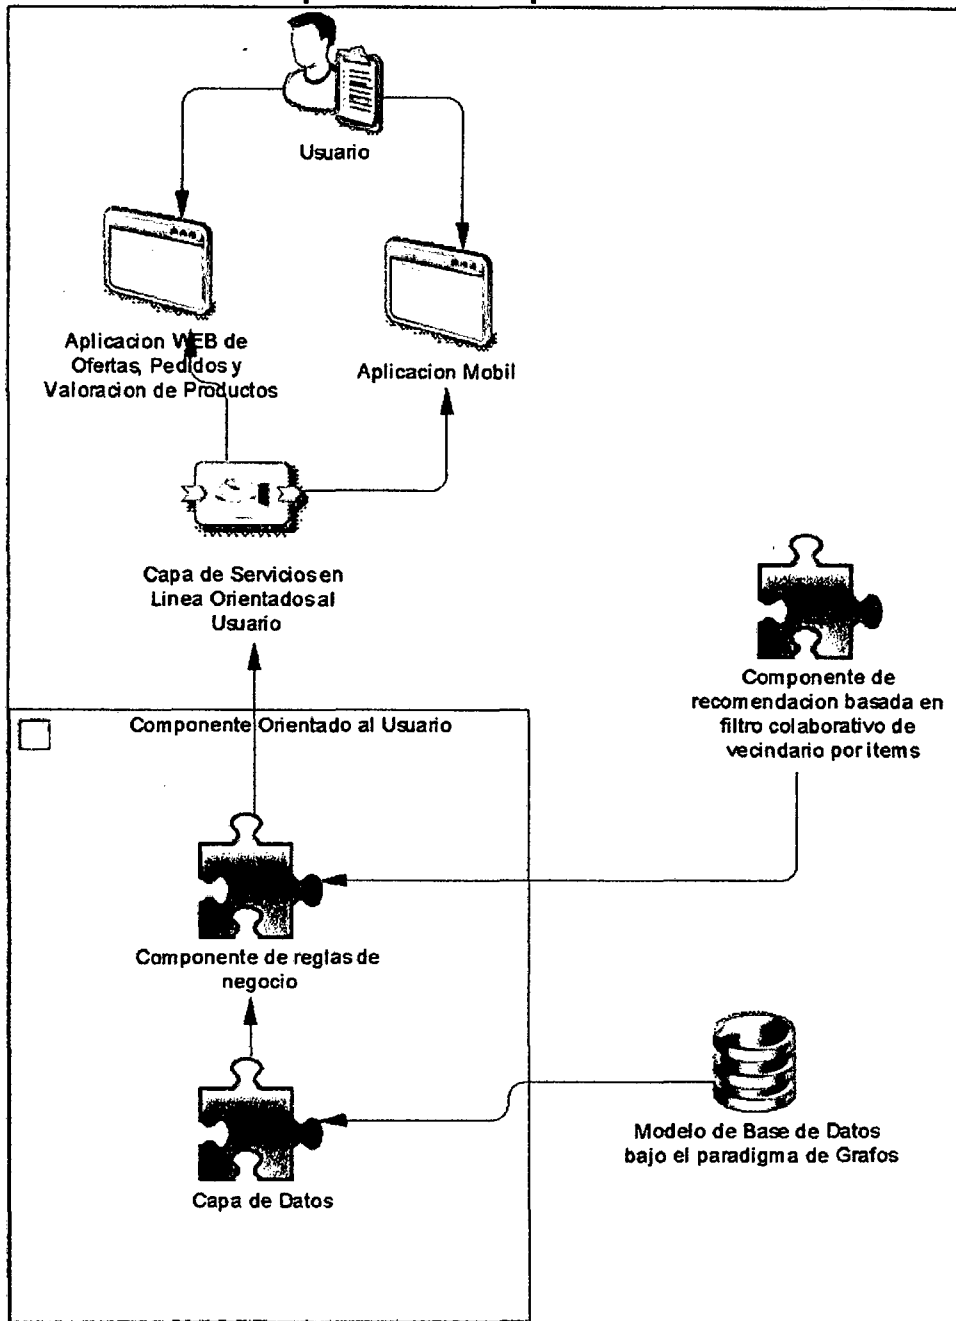 Usuario
Aplicacion WEB de
Ofertas, Pedidos y
Valoracion de Productos
Aplicacion Mobil
Capa de Servicios en
Linea Orientados al
Usuario
Componente de
recomendacion basada en
filtro colaborativo de
vecindario por items
Componente Orientado al Usuario
Componente de reglas de
negocio
Modelo de Base de Datos
bajo el paradigma de Grafos
Capa de Datos